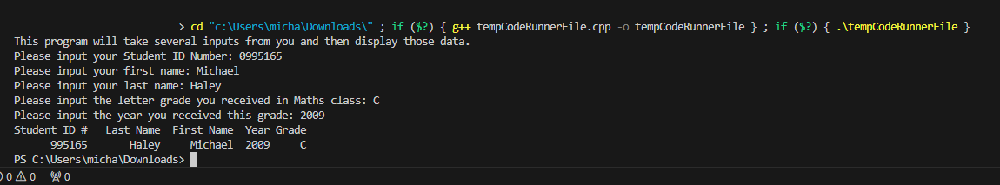 > cd "c:\Users\micha\Downloads\" ; if ($?) { g++ tempCodeRunnerFile.cpp -o tempCodeRunnerFile } ; if ($?) { .\tempCodeRunnerFile }
This program will take several inputs from you and then display those data.
Please input your Student ID Number: 0995165
Please input your first name: Michael
Please input your last name: Haley
Please input the letter grade you received in Maths class: C
Please input the year you received this grade: 2009
Student ID #   Last Name  First Name  Year Grade
      995165       Haley     Michael  2009     C
PS C:\Users\micha\Downloads>
0 0 0